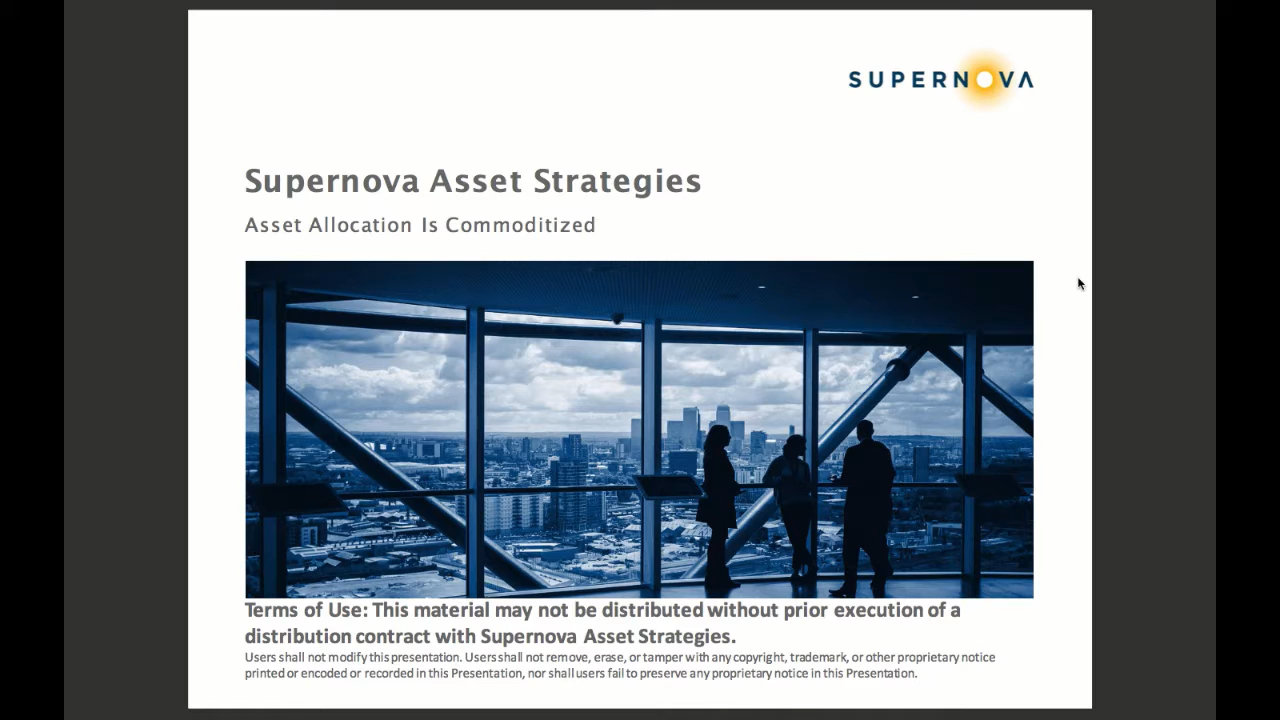 SUPERNOVA
Supernova Asset Strategies
Asset Allocation Is Commoditized
Terms of Use: This material may not be distributed without prior execution of a
distribution contract with Supernova Asset Strategies.
Users shall not modify this presentation. Users shall not remove, erase, or tamper with any copyright, trademark, or other proprietary notice
printed or encoded or recorded in this Presentation, nor shall users fail to preserve any proprietary notice in this Presentation.